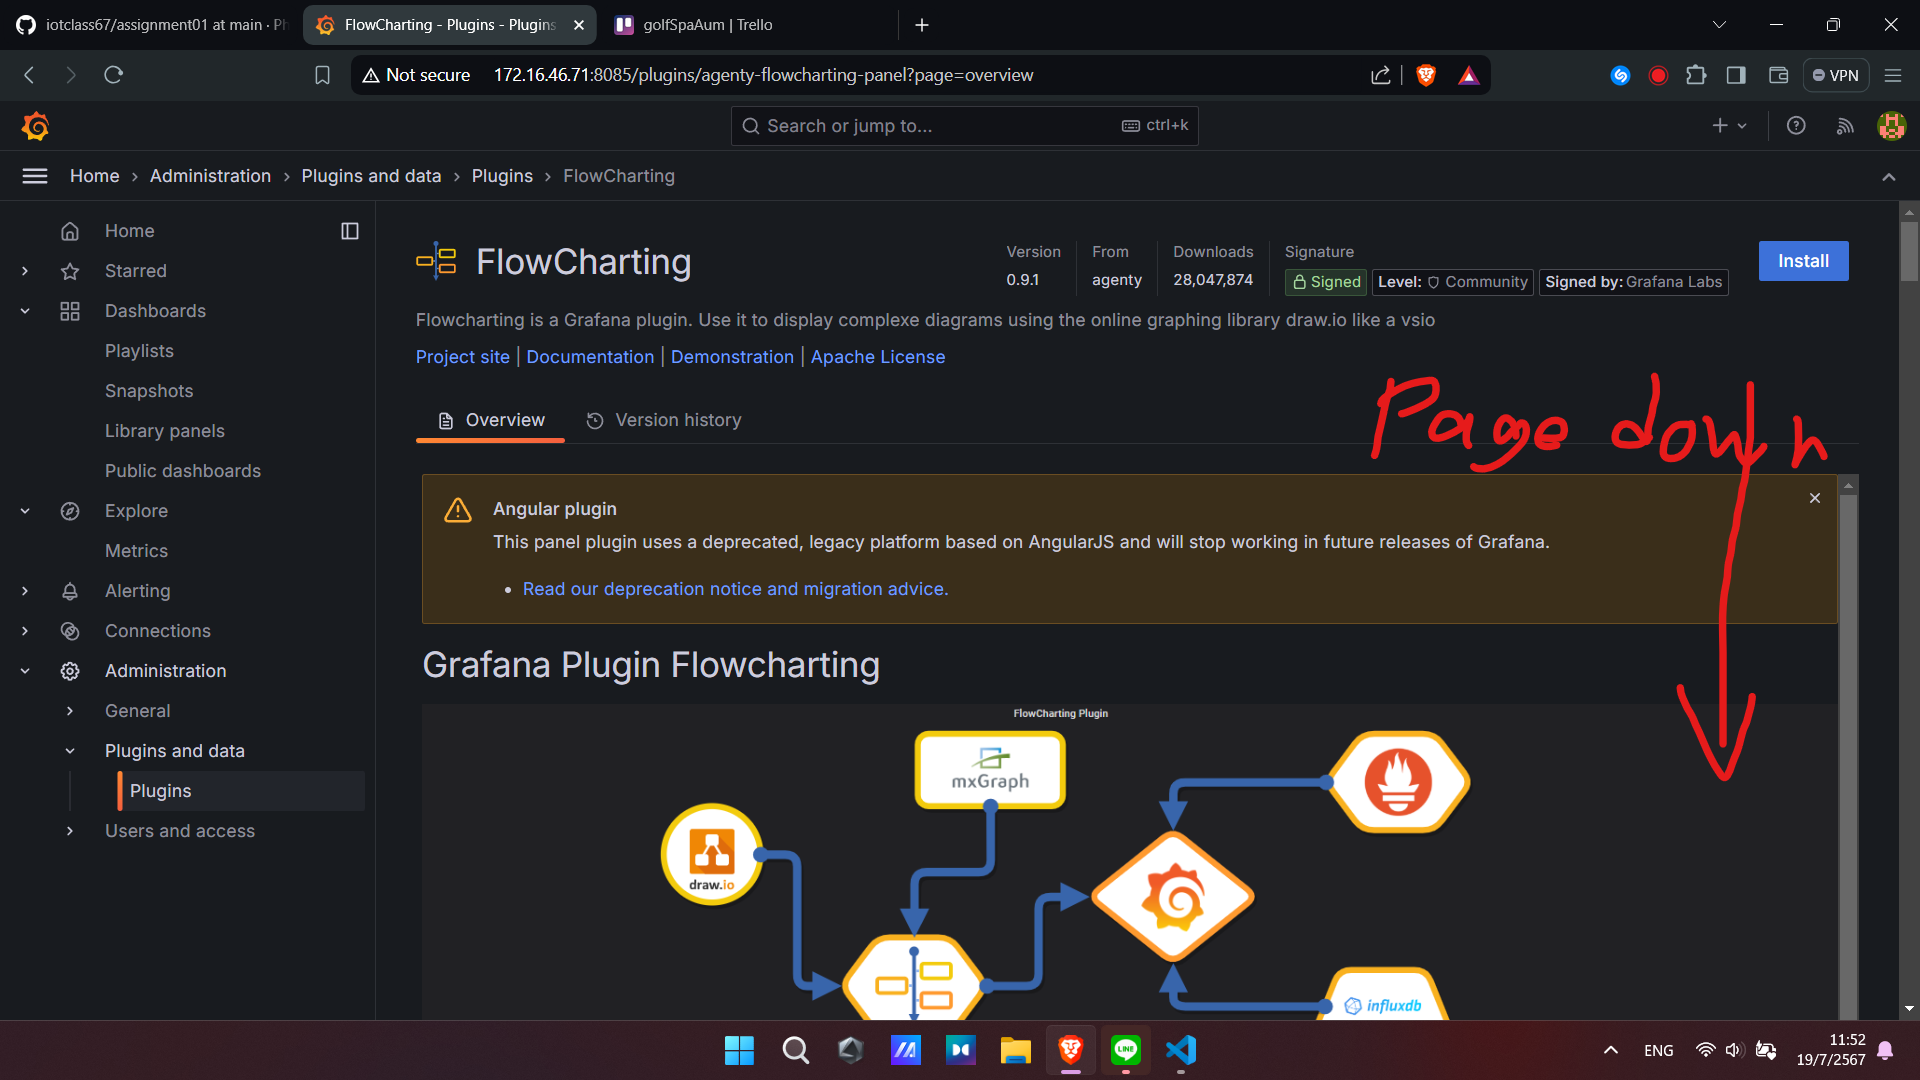 iotclass67/assignment01 at main · Ph
FlowCharting - Plugins - Plugins
golfSpaAum | Trello
Not secure 172.16.46.71:8085/plugins/agenty-flowcharting-panel?page=overview
VPN
Search or jump to... ctrl+k
Home › Administration › Plugins and data › Plugins › FlowCharting
Home
Starred
Dashboards
Playlists
Snapshots
Library panels
Public dashboards
Explore
Metrics
Alerting
Connections
Administration
General
Plugins and data
Plugins
Users and access
FlowCharting
Version
0.9.1
From
agenty
Downloads
28,047,874
Signature
Signed
Level: Community
Signed by: Grafana Labs
Install
Flowcharting is a Grafana plugin. Use it to display complexe diagrams using the online graphing library draw.io like a vsio
Project site | Documentation | Demonstration | Apache License
Overview
Version history
Page down
Angular plugin
This panel plugin uses a deprecated, legacy platform based on AngularJS and will stop working in future releases of Grafana.
• Read our deprecation notice and migration advice.
Grafana Plugin Flowcharting
FlowCharting Plugin
mxGraph
draw.io
influxdb
LINE
ENG
11:52
19/7/2567